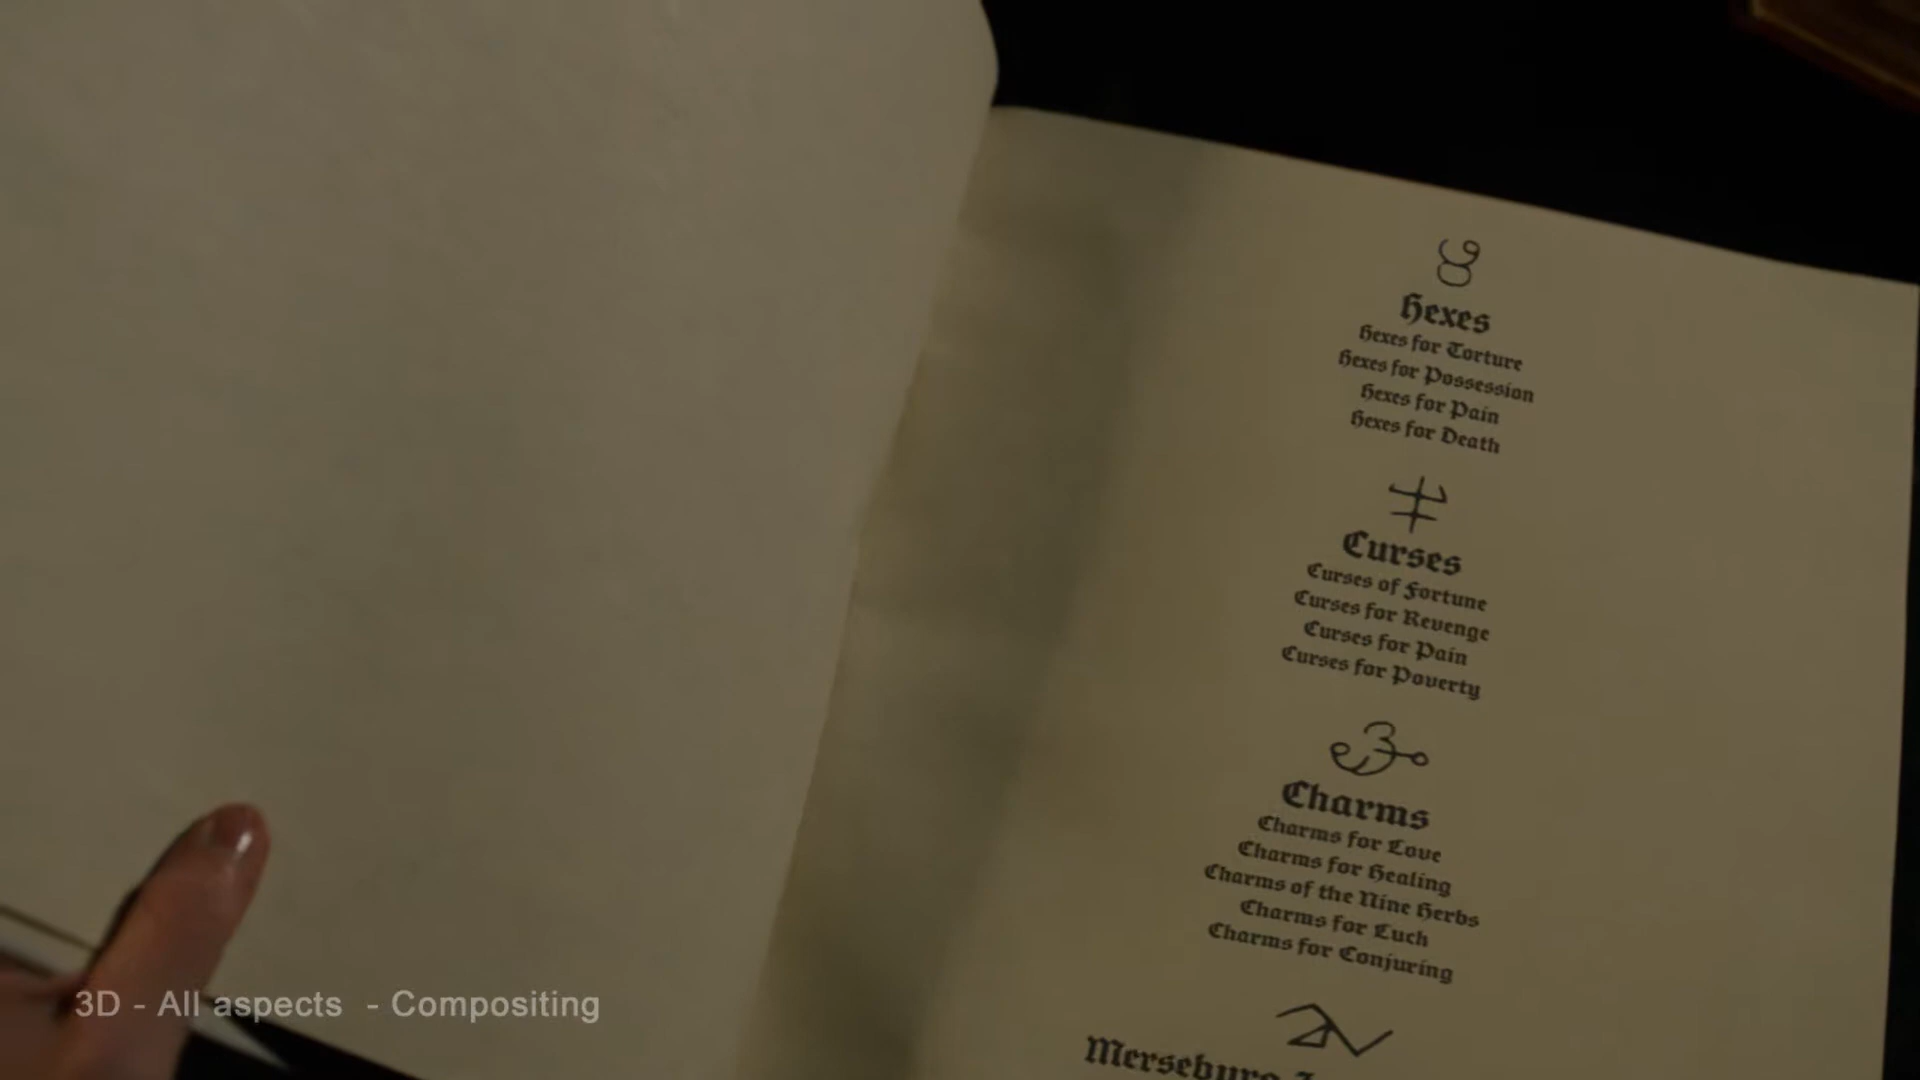 Hexes
Hexes for Torture
Hexes for Possession
Hexes for Pain
Hexes for Death
Curses
Curses of Fortune
Curses for Revenge
Curses for Pain
Curses for Poverty
Charms
Charms for Love
Charms for Healing
Charms of the Nine Herbs
Charms for Luck
Charms for Conjuring
Merseburg
3D - All aspects - Compositing